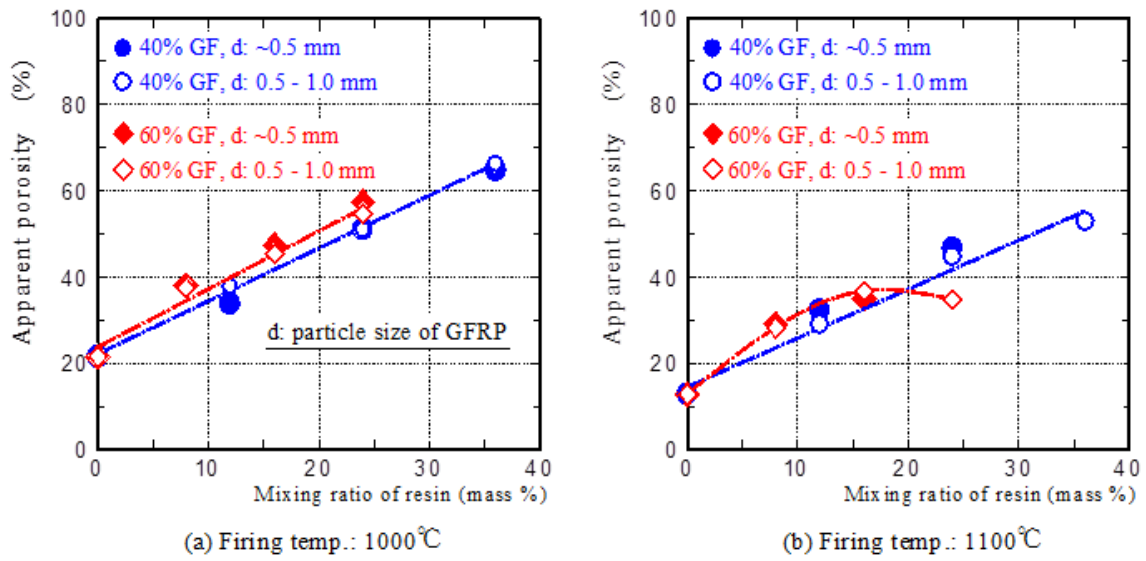 100
80
60
40
20
0
Apparent porosity (%)
40% GF, d: ~0.5 mm
40% GF, d: 0.5 - 1.0 mm
60% GF, d: ~0.5 mm
60% GF, d: 0.5 - 1.0 mm
d: particle size of GFRP
0 10 20 30 40
Mixing ratio of resin (mass %)
(a) Firing temp.: 1000℃
100
80
60
40
20
0
Apparent porosity (%)
40% GF, d: ~0.5 mm
40% GF, d: 0.5 - 1.0 mm
60% GF, d: ~0.5 mm
60% GF, d: 0.5 - 1.0 mm
0 10 20 30 40
Mixing ratio of resin (mass %)
(b) Firing temp.: 1100℃